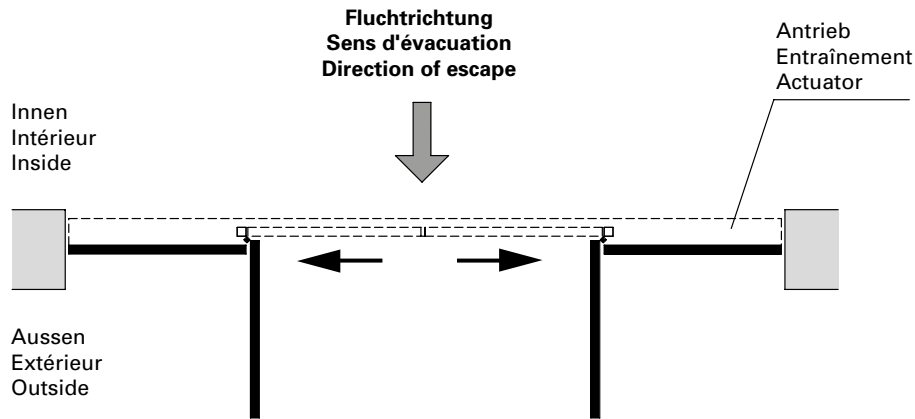 Fluchtrichtung
Sens d'évacuation
Direction of escape
Antrieb
Entraînement
Actuator
Innen
Intérieur
Inside
Aussen
Extérieur
Outside